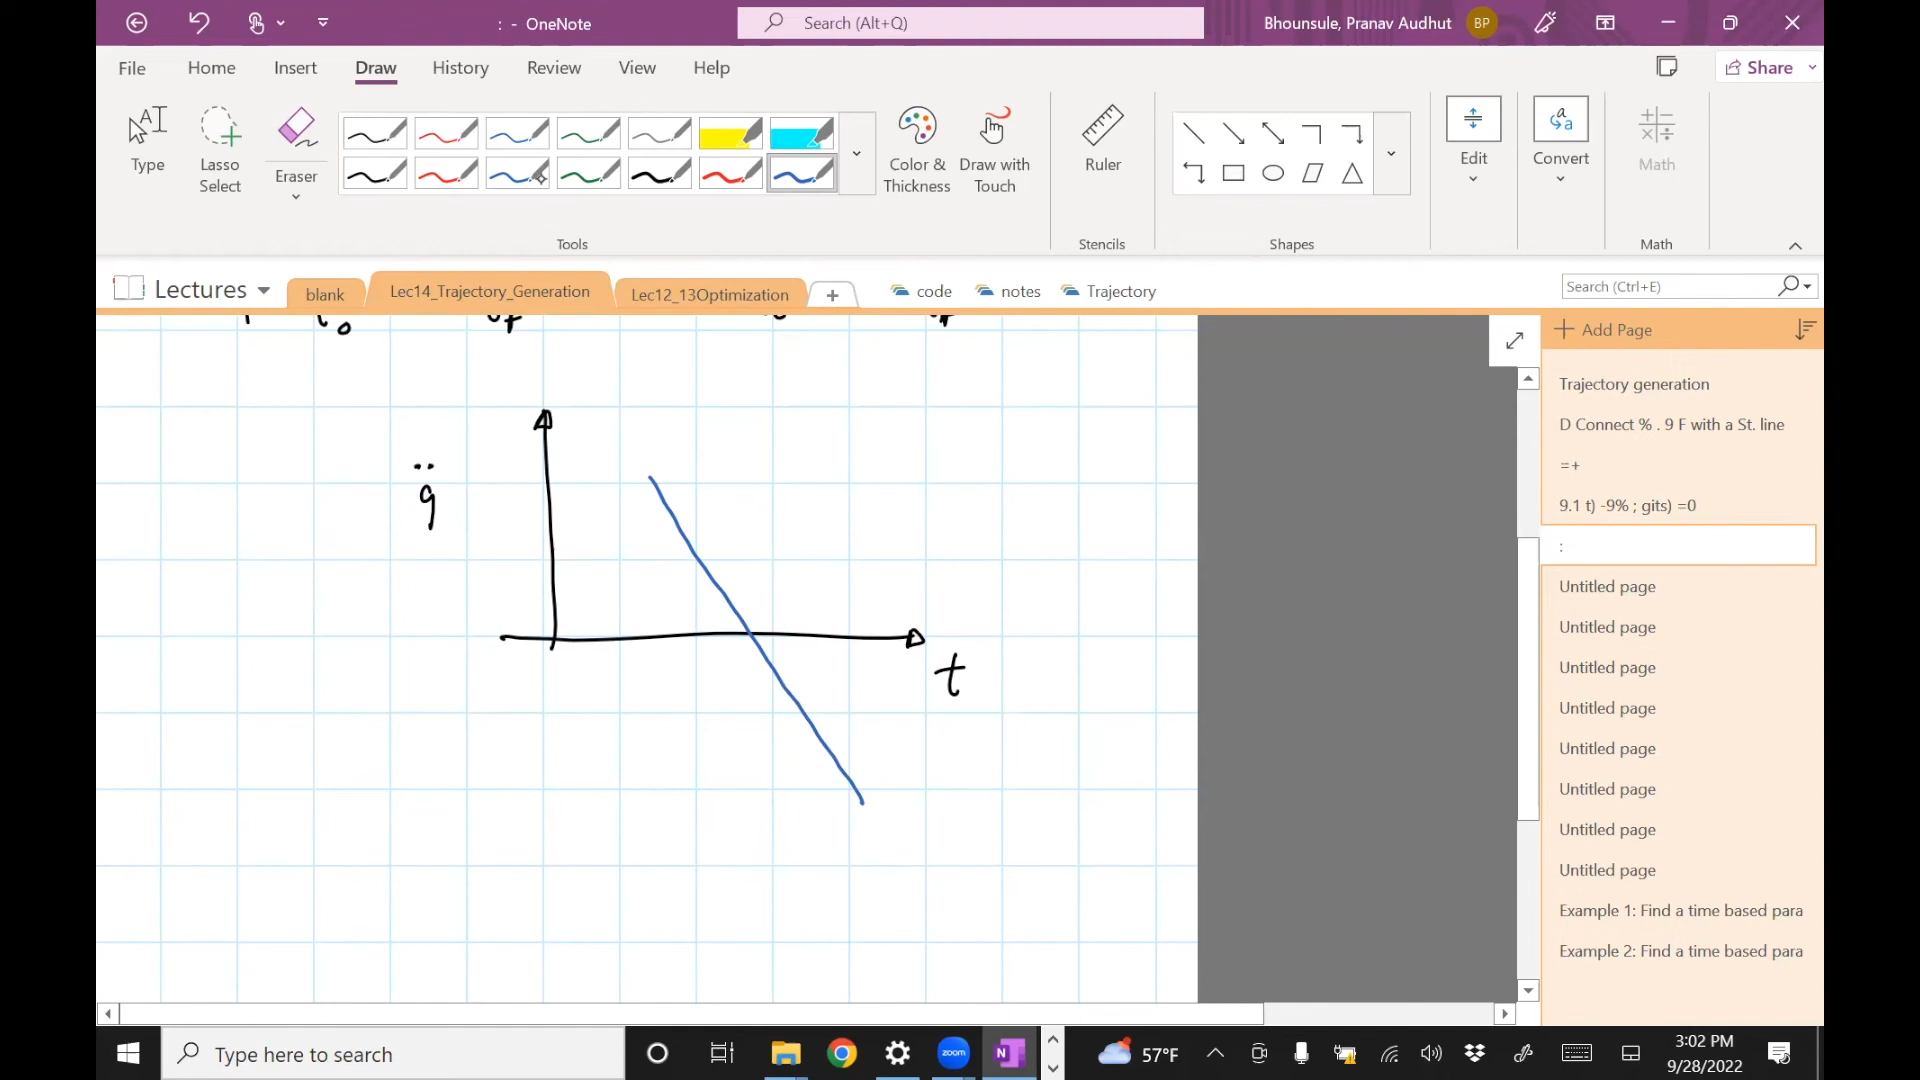 : - OneNote
Search (Alt+Q)
Bhounsule, Pranav Audhut
BP
File Home Insert Draw History Review View Help
Share
Type
Lasso Select
Eraser
Color & Thickness
Draw with Touch
Ruler
Edit
Convert
Math
Tools
Stencils
Shapes
Math
Lectures
blank
Lec14_Trajectory_Generation
Lec12_13Optimization
code
notes
Trajectory
Search (Ctrl+E)
Add Page
Trajectory generation
D Connect % . 9 F with a St. line
=+
9.1 t) -9% ; gits) =0
:
Untitled page
Untitled page
Untitled page
Untitled page
Untitled page
Untitled page
Untitled page
Untitled page
Example 1: Find a time based para
Example 2: Find a time based para
q̈
t
Type here to search
zoom
57°F
3:02 PM
9/28/2022